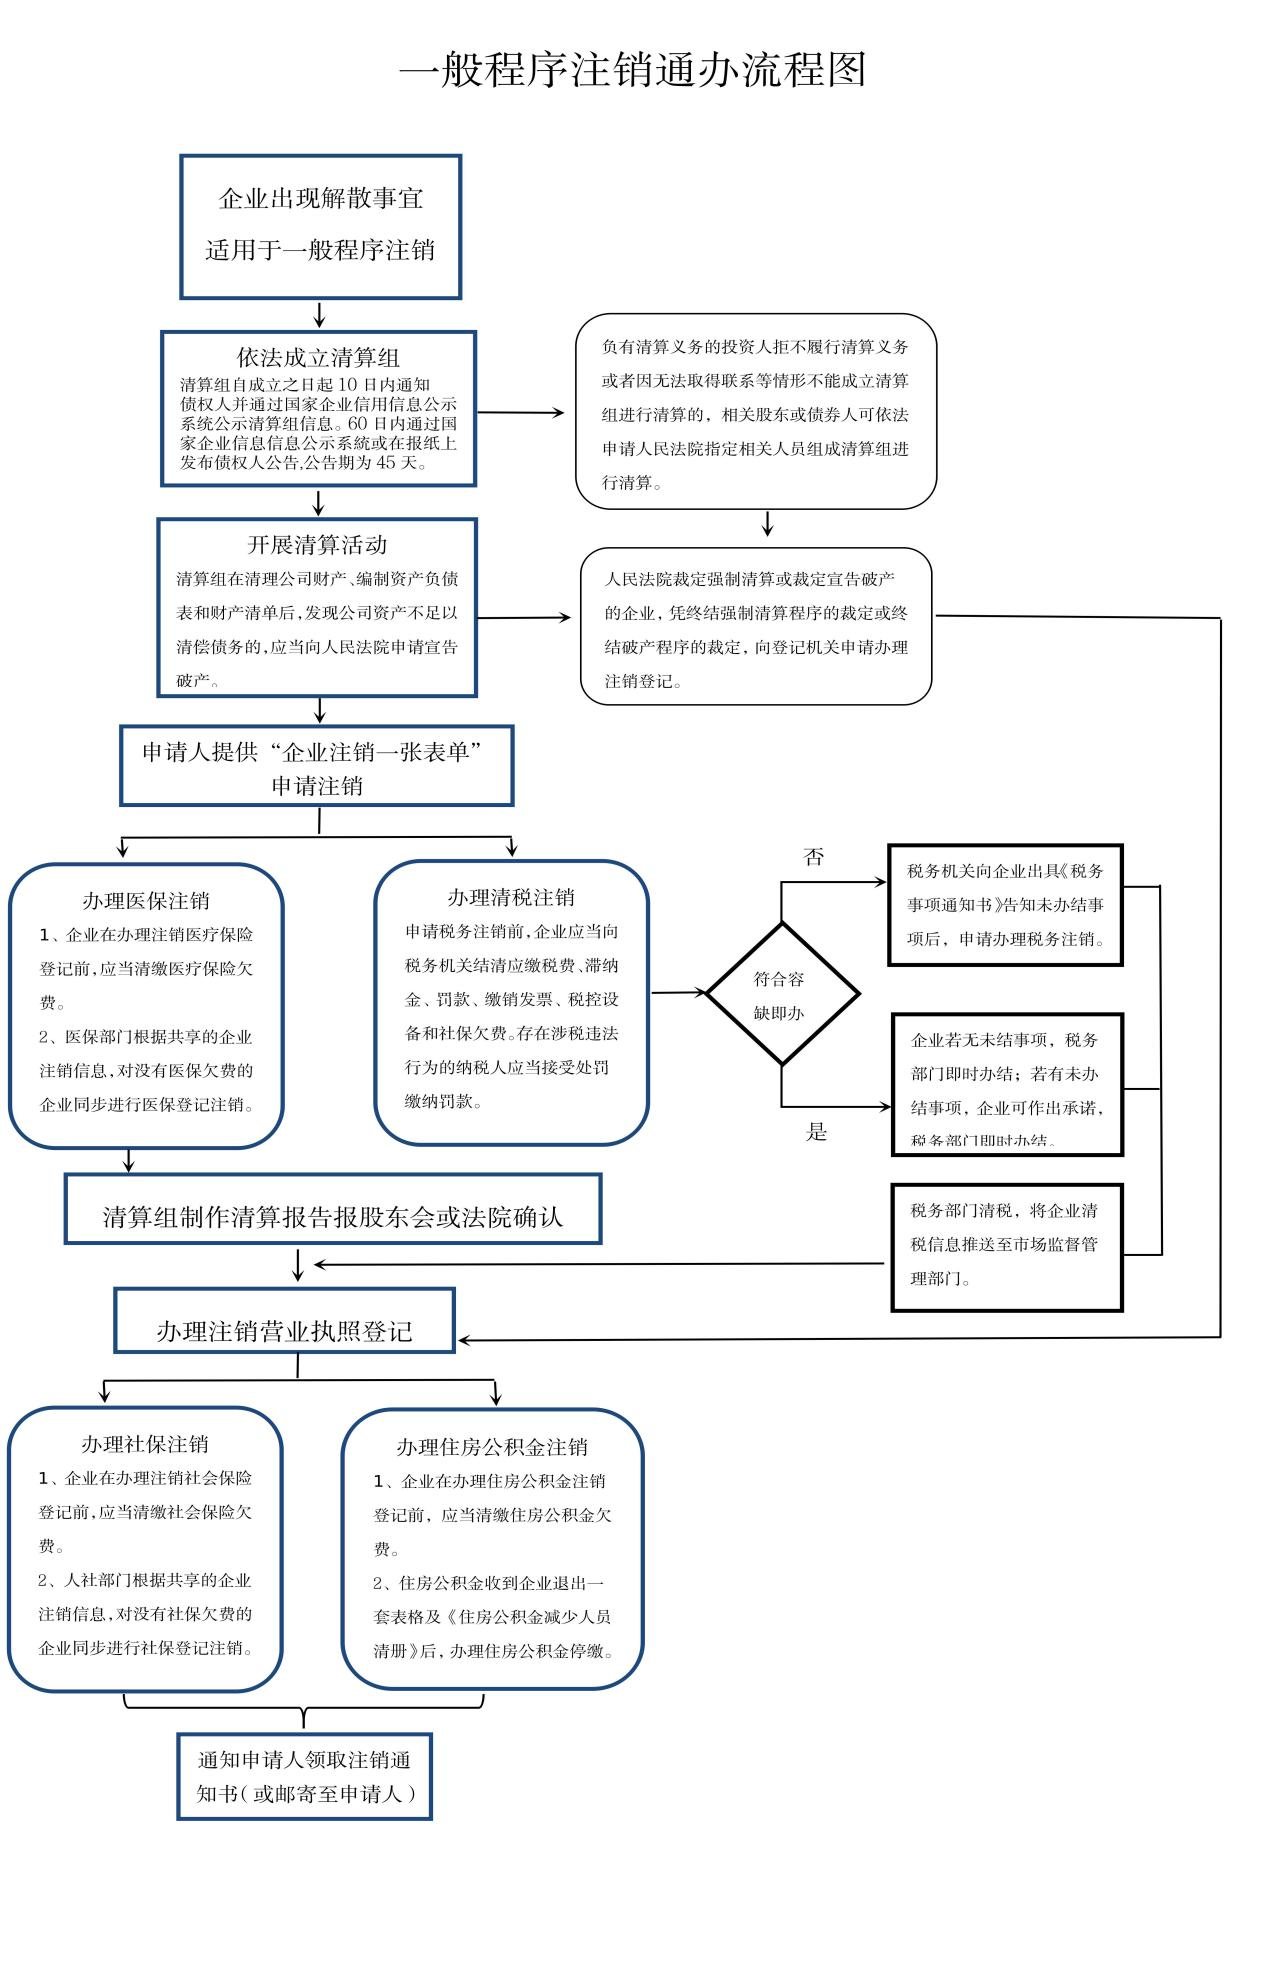 一般程序注销通办流程图
企业出现解散事宜
适用于一般程序注销
依法成立清算组
清算组自成立之日起 10 日内通知
债权人并通过国家企业信用信息公示
系统公示清算组信息。60 日内通过国
家企业信息信息公示系統或在报纸上
发布债权人公告,公告期为 45 天。
负有清算义务的投资人拒不履行清算义务
或者因无法取得联系等情形不能成立清算
组进行清算的，相关股东或债券人可依法
申请人民法院指定相关人员组成清算组进
行清算。
开展清算活动
清算组在清理公司财产、编制资产负债
表和财产清单后,发现公司资产不足以
清偿债务的,应当向人民法院申请宣告
破产。
人民法院裁定强制清算或裁定宣告破产
的企业，凭终结强制清算程序的裁定或终
结破产程序的裁定，向登记机关申请办理
注销登记。
申请人提供“企业注销一张表单”
申请注销
办理医保注销
1、企业在办理注销医疗保险
登记前,应当清缴医疗保险欠
费。
2、医保部门根据共享的企业
注销信息,对没有医保欠费的
企业同步进行医保登记注销。
办理清税注销
申请税务注销前,企业应当向
税务机关结清应缴税费、滞纳
金、罚款、缴销发票、税控设
备和社保欠费。存在涉税违法
行为的纳税人应当接受处罚
缴纳罚款。
否
符合容
缺即办
是
税务机关向企业出具《税务
事项通知书》告知未办结事
项后，申请办理税务注销。
企业若无未结事项，税务
部门即时办结；若有未办
结事项，企业可作出承诺，
税务部门即时办结。
税务部门清税，将企业清
税信息推送至市场监督管
理部门。
清算组制作清算报告报股东会或法院确认
办理注销营业执照登记
办理社保注销
1、企业在办理注销社会保险
登记前,应当清缴社会保险欠
费。
2、人社部门根据共享的企业
注销信息,对没有社保欠费的
企业同步进行社保登记注销。
办理住房公积金注销
1、企业在办理住房公积金注销
登记前，应当清缴住房公积金欠
费。
2、住房公积金收到企业退出一
套表格及《住房公积金减少人员
清册》后，办理住房公积金停缴。
通知申请人领取注销通
知书（或邮寄至申请人）